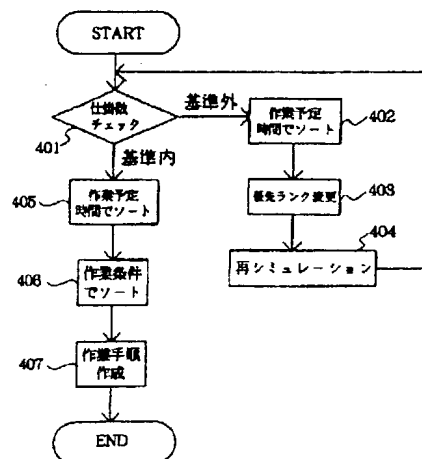 START
仕掛数
チェック
401
基準外
作業予定
時間でソート
402
基準内
405
作業予定
時間でソート
優先ランク変更
403
404
再シミュレーション
406
作業条件
でソート
407
作業手順
作成
END